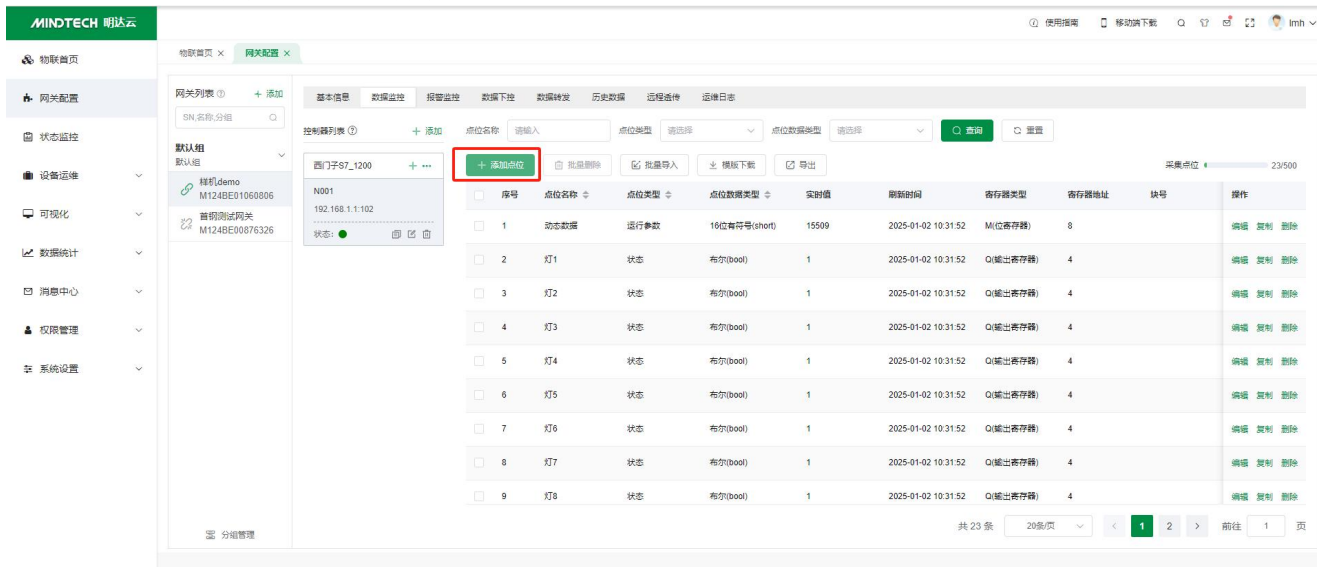 MINDTECH 明达云
使用指南 移动端下载 lmh
物联首页
网关配置
状态监控
设备运维
可视化
数据统计
消息中心
权限管理
系统设置
物联首页 × 网关配置 ×
网关列表 + 添加
SN,名称,分组
默认组
默认组
样机demo
M124BE01060806
首钢测试网关
M124BE00876326
分组管理
基本信息 数据监控 报警监控 数据下控 数据转发 历史数据 远程透传 运维日志
控制器列表 + 添加
西门子S7_1200
N001
192.168.1.1:102
状态:
点位名称 请输入 点位类型 请选择 点位数据类型 请选择 查询 重置
+ 添加点位 批量删除 批量导入 模版下载 导出 采集点位 23/500
序号 点位名称 点位类型 点位数据类型 实时值 刷新时间 寄存器类型 寄存器地址 块号 操作
1 动态数据 运行参数 16位有符号(short) 15509 2025-01-02 10:31:52 M(位寄存器) 8 编辑 复制 删除
2 灯1 状态 布尔(bool) 1 2025-01-02 10:31:52 Q(输出寄存器) 4 编辑 复制 删除
3 灯2 状态 布尔(bool) 1 2025-01-02 10:31:52 Q(输出寄存器) 4 编辑 复制 删除
4 灯3 状态 布尔(bool) 1 2025-01-02 10:31:52 Q(输出寄存器) 4 编辑 复制 删除
5 灯4 状态 布尔(bool) 1 2025-01-02 10:31:52 Q(输出寄存器) 4 编辑 复制 删除
6 灯5 状态 布尔(bool) 1 2025-01-02 10:31:52 Q(输出寄存器) 4 编辑 复制 删除
7 灯6 状态 布尔(bool) 1 2025-01-02 10:31:52 Q(输出寄存器) 4 编辑 复制 删除
8 灯7 状态 布尔(bool) 1 2025-01-02 10:31:52 Q(输出寄存器) 4 编辑 复制 删除
9 灯8 状态 布尔(bool) 1 2025-01-02 10:31:52 Q(输出寄存器) 4 编辑 复制 删除
共 23 条 20条/页 < 1 2 > 前往 1 页